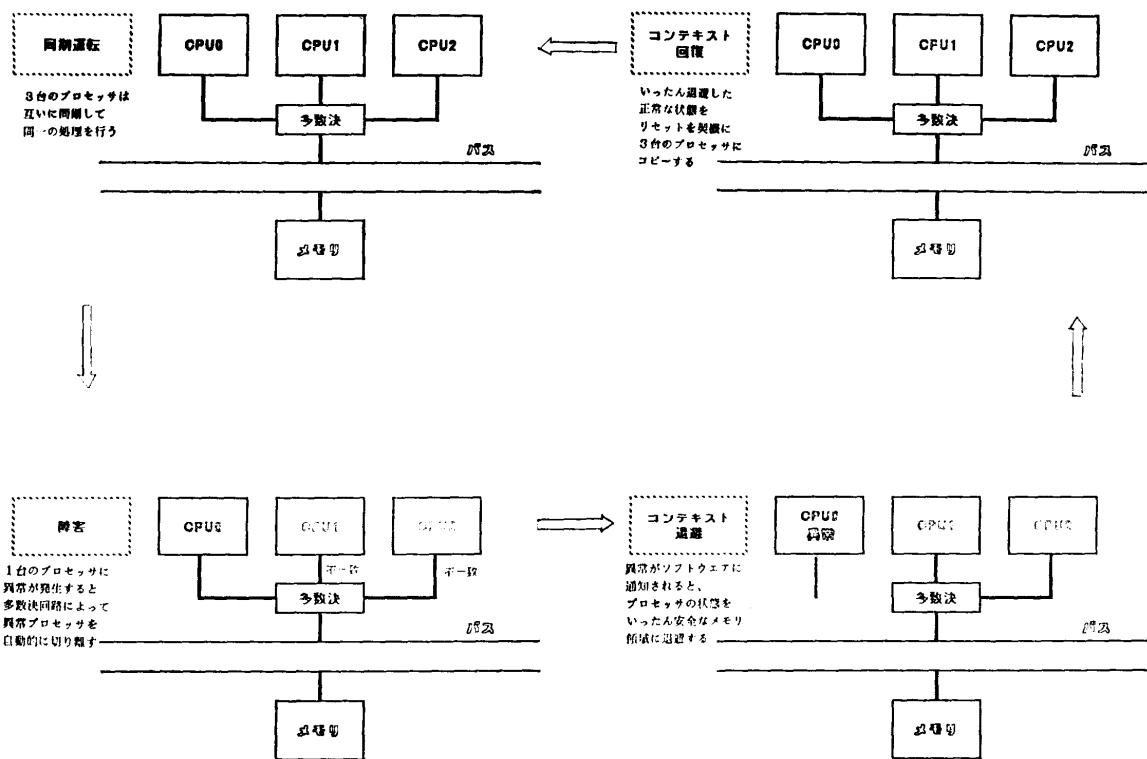 同期運転
CPU0
CPU1
CPU2
3台のプロセッサは
互いに同期して
同一の処理を行う
多数決
バス
メモリ
コンテキスト
回復
CPU0
CPU1
CPU2
いったん退避した
正常な状態を
リセットを契機に
3台のプロセッサに
コピーする
多数決
バス
メモリ
障害
CPU0
CPU1
1台のプロセッサに
異常が発生すると
多数決回路によって
異常プロセッサを
自動的に切り離す
不一致
不一致
多数決
バス
メモリ
コンテキスト
退避
CPU0
異常
異常がソフトウェアに
通知されると、
プロセッサの状態を
いったん安全なメモリ
領域に退避する
多数決
バス
メモリ